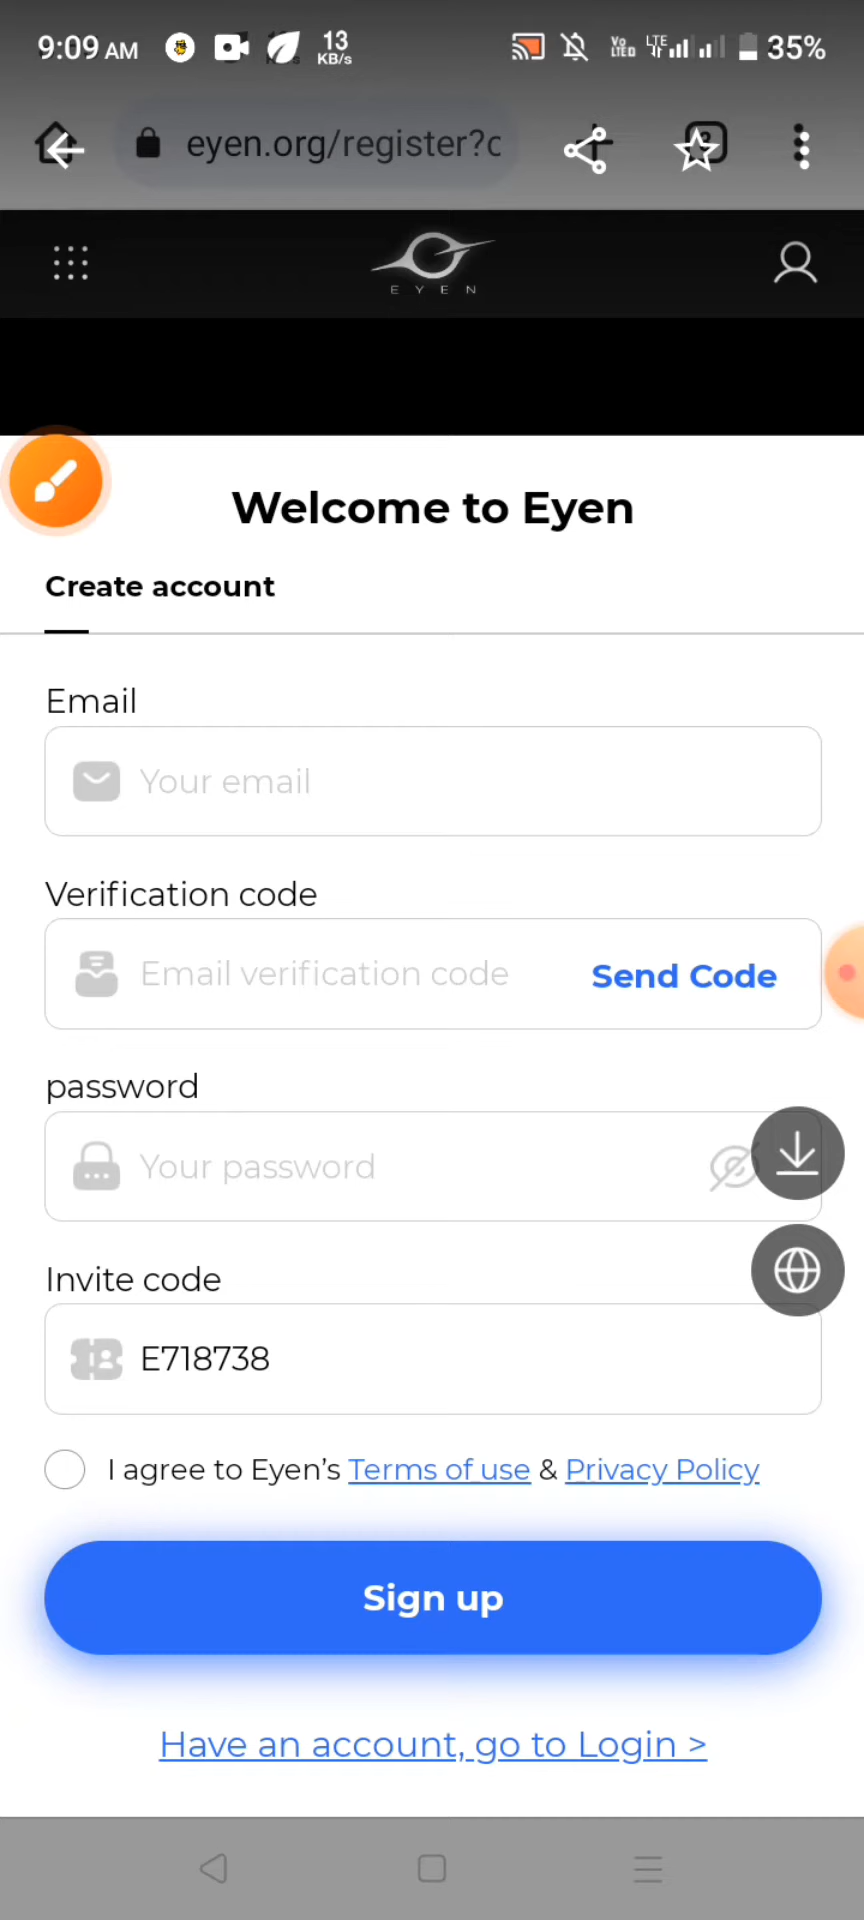 9:09 AM 13 KB/s Vo LTED LTE 35%
eyen.org/register?c
EYEN
Welcome to Eyen
Create account
Email
Your email
Verification code
Email verification code Send Code
password
Your password
Invite code
E718738
I agree to Eyen’s Terms of use & Privacy Policy
Sign up
Have an account, go to Login >